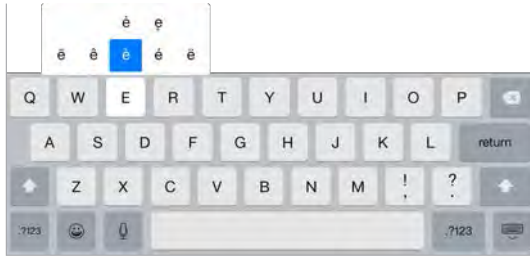 ė ę
ē ê è é ë
Q W E R T Y U I O P
A S D F G H J K L return
Z X C V B N M ! , ? .
.?123 .?123